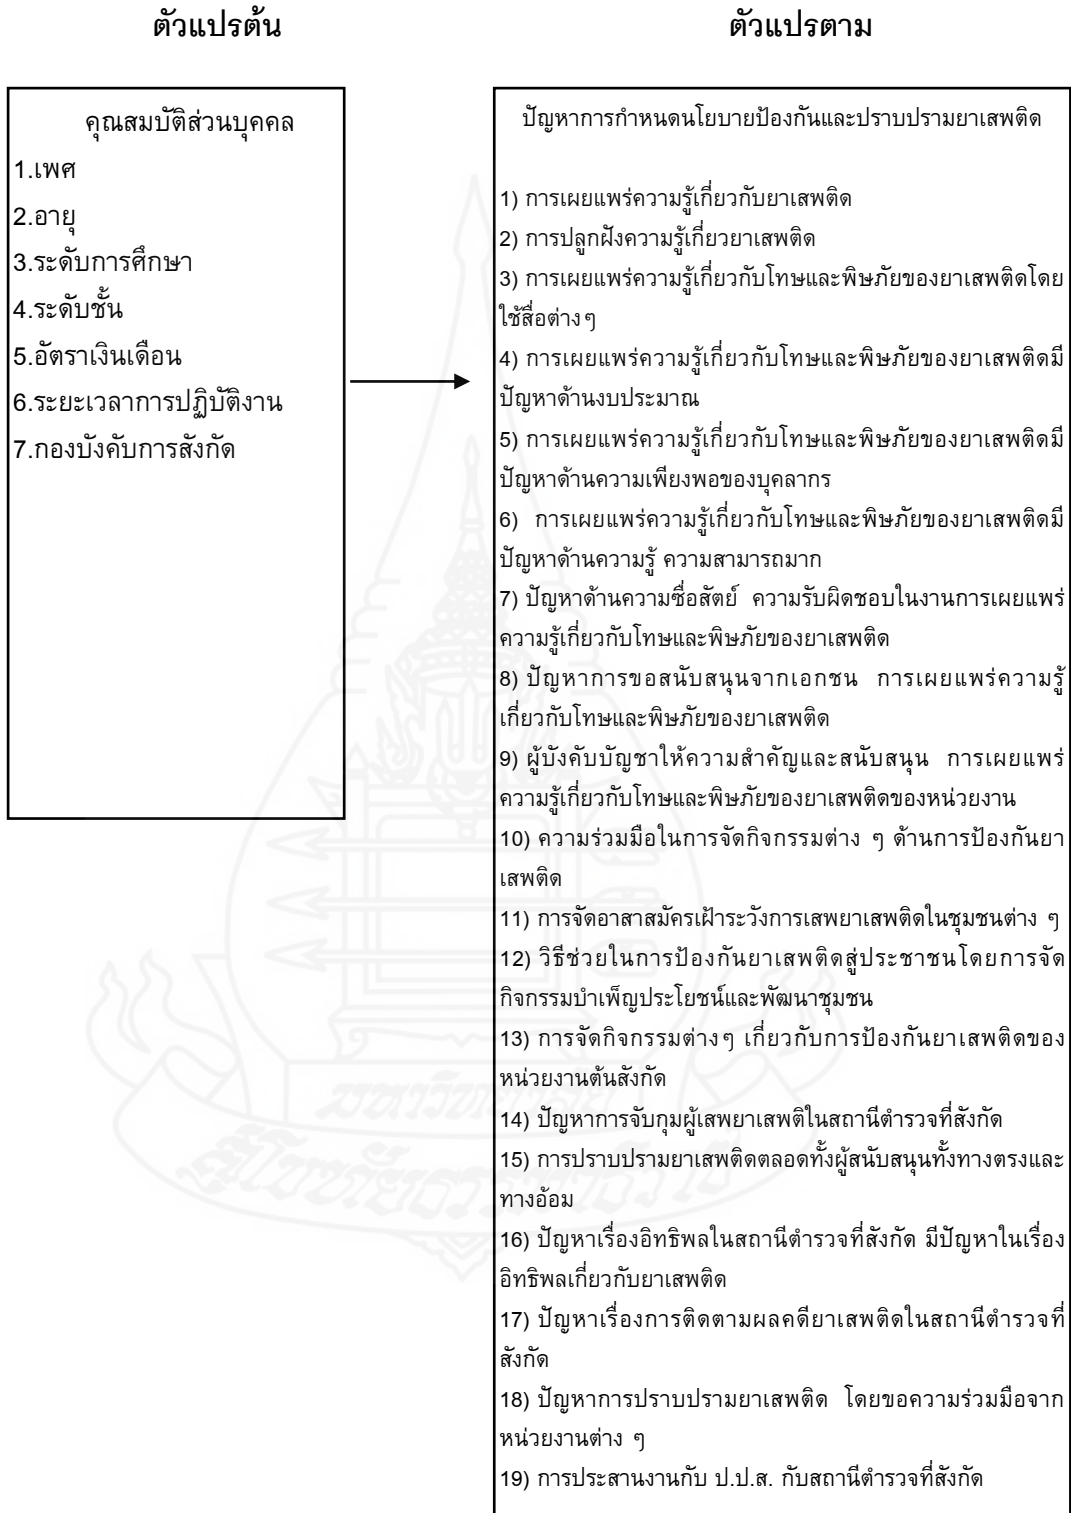 ตัวแปรต้น
ตัวแปรตาม
คุณสมบัติส่วนบุคคล
1.เพศ
2.อายุ
3.ระดับการศึกษา
4.ระดับชั้น
5.อัตราเงินเดือน
6.ระยะเวลาการปฏิบัติงาน
7.กองบังคับการสังกัด
ปัญหาการกำหนดนโยบายป้องกันและปราบปรามยาเสพติด
1) การเผยแพร่ความรู้เกี่ยวกับยาเสพติด
2) การปลูกฝังความรู้เกี่ยวยาเสพติด
3) การเผยแพร่ความรู้เกี่ยวกับโทษและพิษภัยของยาเสพติดโดย
ใช้สื่อต่างๆ
4) การเผยแพร่ความรู้เกี่ยวกับโทษและพิษภัยของยาเสพติดมี
ปัญหาด้านงบประมาณ
5) การเผยแพร่ความรู้เกี่ยวกับโทษและพิษภัยของยาเสพติดมี
ปัญหาด้านความเพียงพอของบุคลากร
6) การเผยแพร่ความรู้เกี่ยวกับโทษและพิษภัยของยาเสพติดมี
ปัญหาด้านความรู้ ความสามารถมาก
7) ปัญหาด้านความซื่อสัตย์ ความรับผิดชอบในงานการเผยแพร่
ความรู้เกี่ยวกับโทษและพิษภัยของยาเสพติด
8) ปัญหาการขอสนับสนุนจากเอกชน การเผยแพร่ความรู้
เกี่ยวกับโทษและพิษภัยของยาเสพติด
9) ผู้บังคับบัญชาให้ความสำคัญและสนับสนุน การเผยแพร่
ความรู้เกี่ยวกับโทษและพิษภัยของยาเสพติดของหน่วยงาน
10) ความร่วมมือในการจัดกิจกรรมต่าง ๆ ด้านการป้องกันยา
เสพติด
11) การจัดอาสาสมัครเฝ้าระวังการเสพยาเสพติดในชุมชนต่าง ๆ
12) วิธีช่วยในการป้องกันยาเสพติดสู่ประชาชนโดยการจัด
กิจกรรมบำเพ็ญประโยชน์และพัฒนาชุมชน
13) การจัดกิจกรรมต่างๆ เกี่ยวกับการป้องกันยาเสพติดของ
หน่วยงานต้นสังกัด
14) ปัญหาการจับกุมผู้เสพยาเสพติในสถานีตำรวจที่สังกัด
15) การปราบปรามยาเสพติดตลอดทั้งผู้สนับสนุนทั้งทางตรงและ
ทางอ้อม
16) ปัญหาเรื่องอิทธิพลในสถานีตำรวจที่สังกัด มีปัญหาในเรื่อง
อิทธิพลเกี่ยวกับยาเสพติด
17) ปัญหาเรื่องการติดตามผลคดียาเสพติดในสถานีตำรวจที่
สังกัด
18) ปัญหาการปราบปรามยาเสพติด โดยขอความร่วมมือจาก
หน่วยงานต่าง ๆ
19) การประสานงานกับ ป.ป.ส. กับสถานีตำรวจที่สังกัด
มหาวิทยาลัย
สุโขทัยธรรมาธิราช